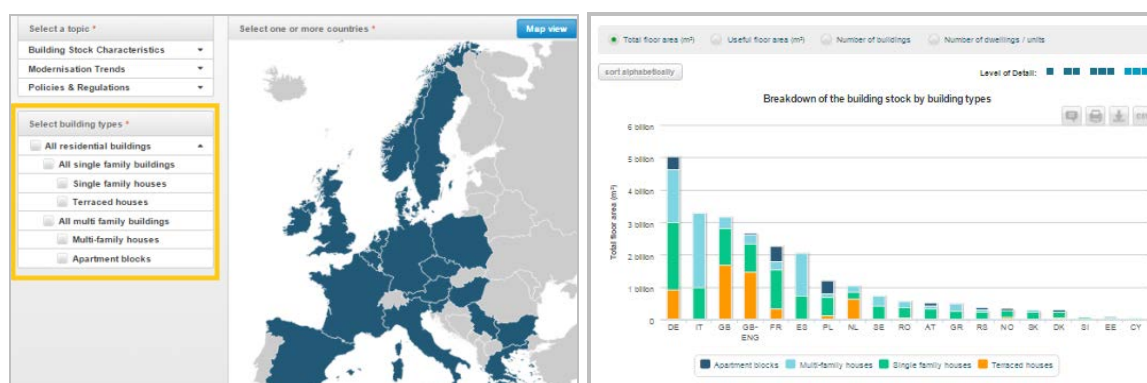 Select a topic *
Building Stock Characteristics
Modernisation Trends
Policies & Regulations
Select building types *
All residential buildings
All single family buildings
Single family houses
Terraced houses
All multi family buildings
Multi-family houses
Apartment blocks
Select one or more countries *
Map view
Total floor area (m²) Useful floor area (m²) Number of buildings Number of dwellings / units
sort alphabetically
Level of Detail:
Breakdown of the building stock by building types
Total floor area (m²)
6 billion
5 billion
4 billion
3 billion
2 billion
1 billion
0
DE IT GB GB-ENG FR ES PL NL SE RO AT GR RS NO SK DK SI EE CY
Apartment blocks Multi-family houses Single family houses Terraced houses